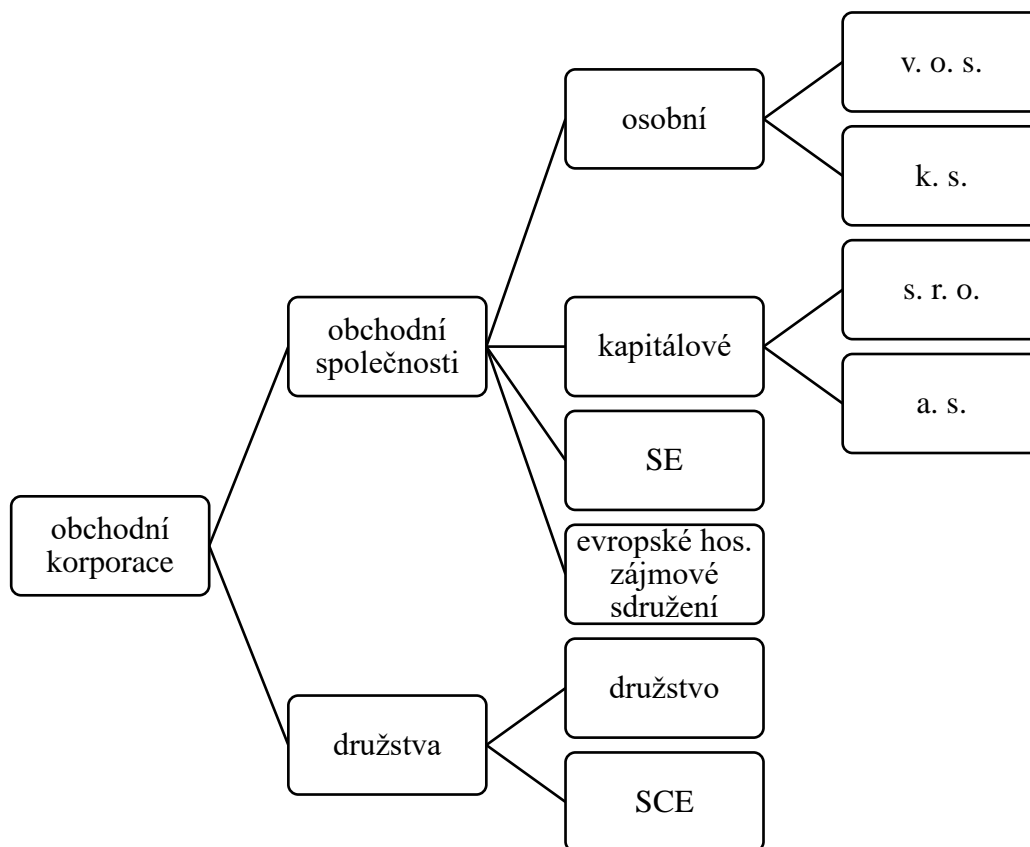 obchodní
korporace
obchodní
společnosti
osobní
v. o. s.
k. s.
kapitálové
s. r. o.
a. s.
SE
evropské hos.
zájmové
sdružení
družstva
družstvo
SCE